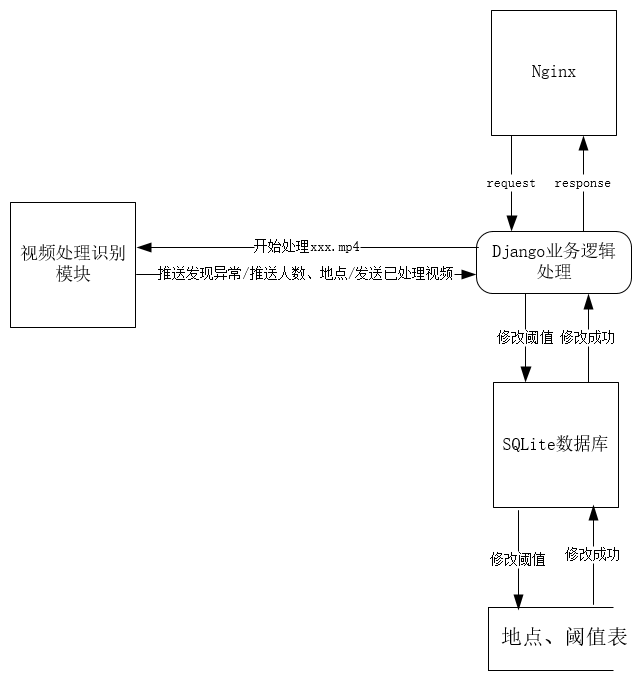 Nginx
request
response
视频处理识别
模块
开始处理xxx.mp4
推送发现异常/推送人数、地点/发送已处理视频
Django业务逻辑
处理
修改阈值
修改成功
SQLite数据库
修改阈值
修改成功
地点、阈值表